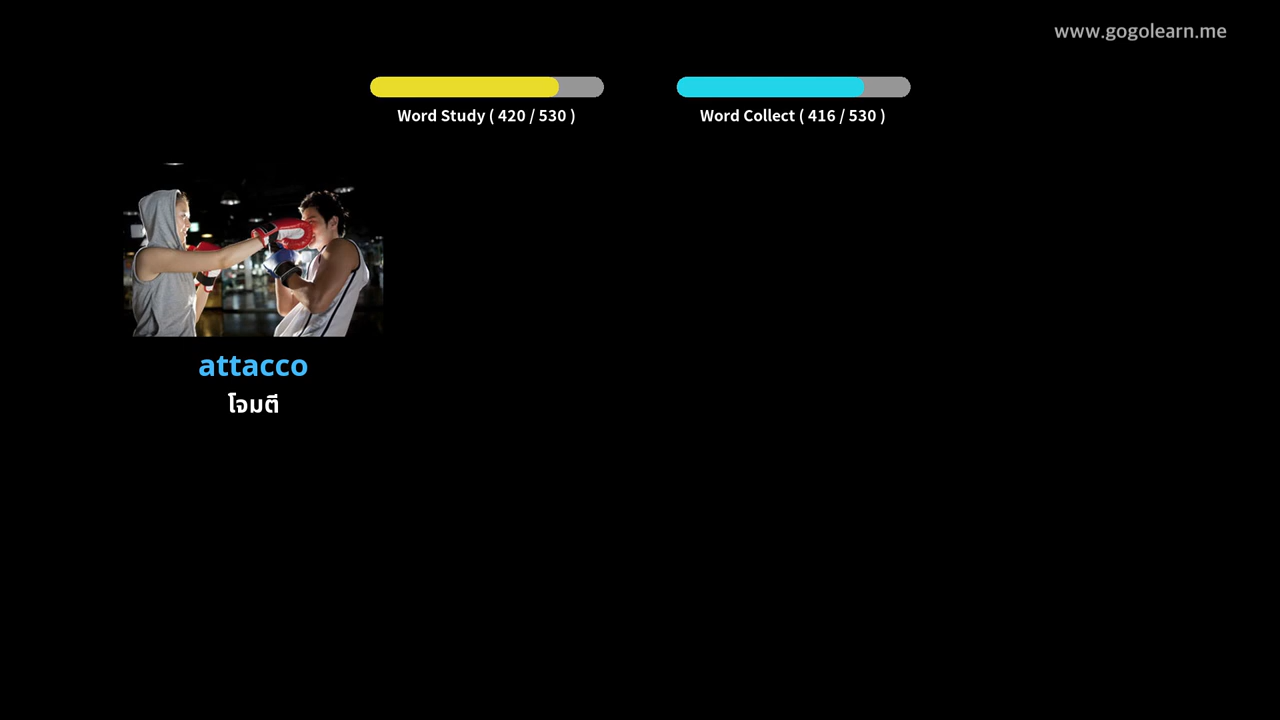 www.gogolearn.me
Word Study ( 420 / 530 )
Word Collect ( 416 / 530 )
attacco
โจมตี